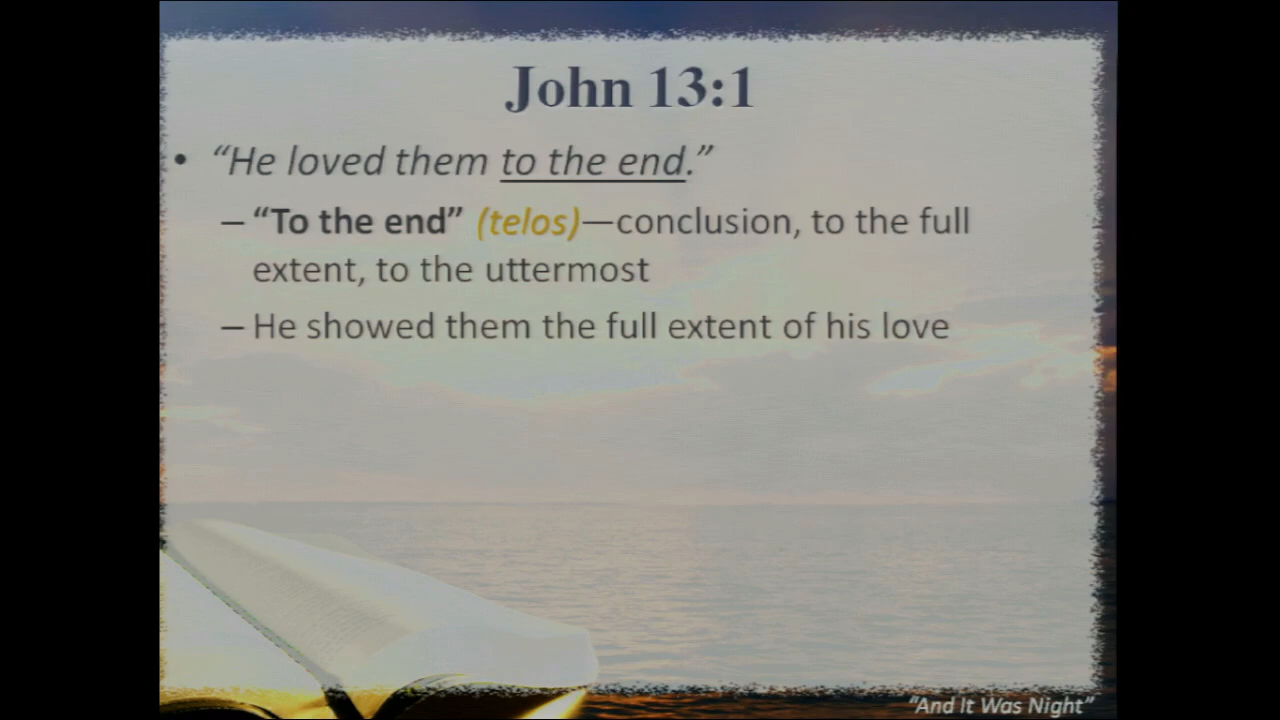 John 13:1
• “He loved them to the end.”
– “To the end” (telos)—conclusion, to the full
extent, to the uttermost
– He showed them the full extent of his love
“And It Was Night”